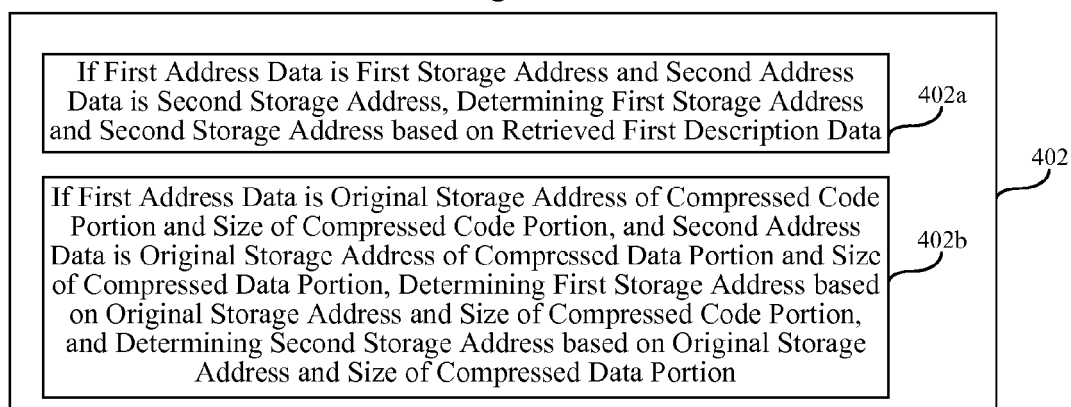 If First Address Data is First Storage Address and Second Address
Data is Second Storage Address, Determining First Storage Address
and Second Storage Address based on Retrieved First Description Data
402a
402
If First Address Data is Original Storage Address of Compressed Code
Portion and Size of Compressed Code Portion, and Second Address
Data is Original Storage Address of Compressed Data Portion and Size
of Compressed Data Portion, Determining First Storage Address based
on Original Storage Address and Size of Compressed Code Portion,
and Determining Second Storage Address based on Original Storage
Address and Size of Compressed Data Portion
402b